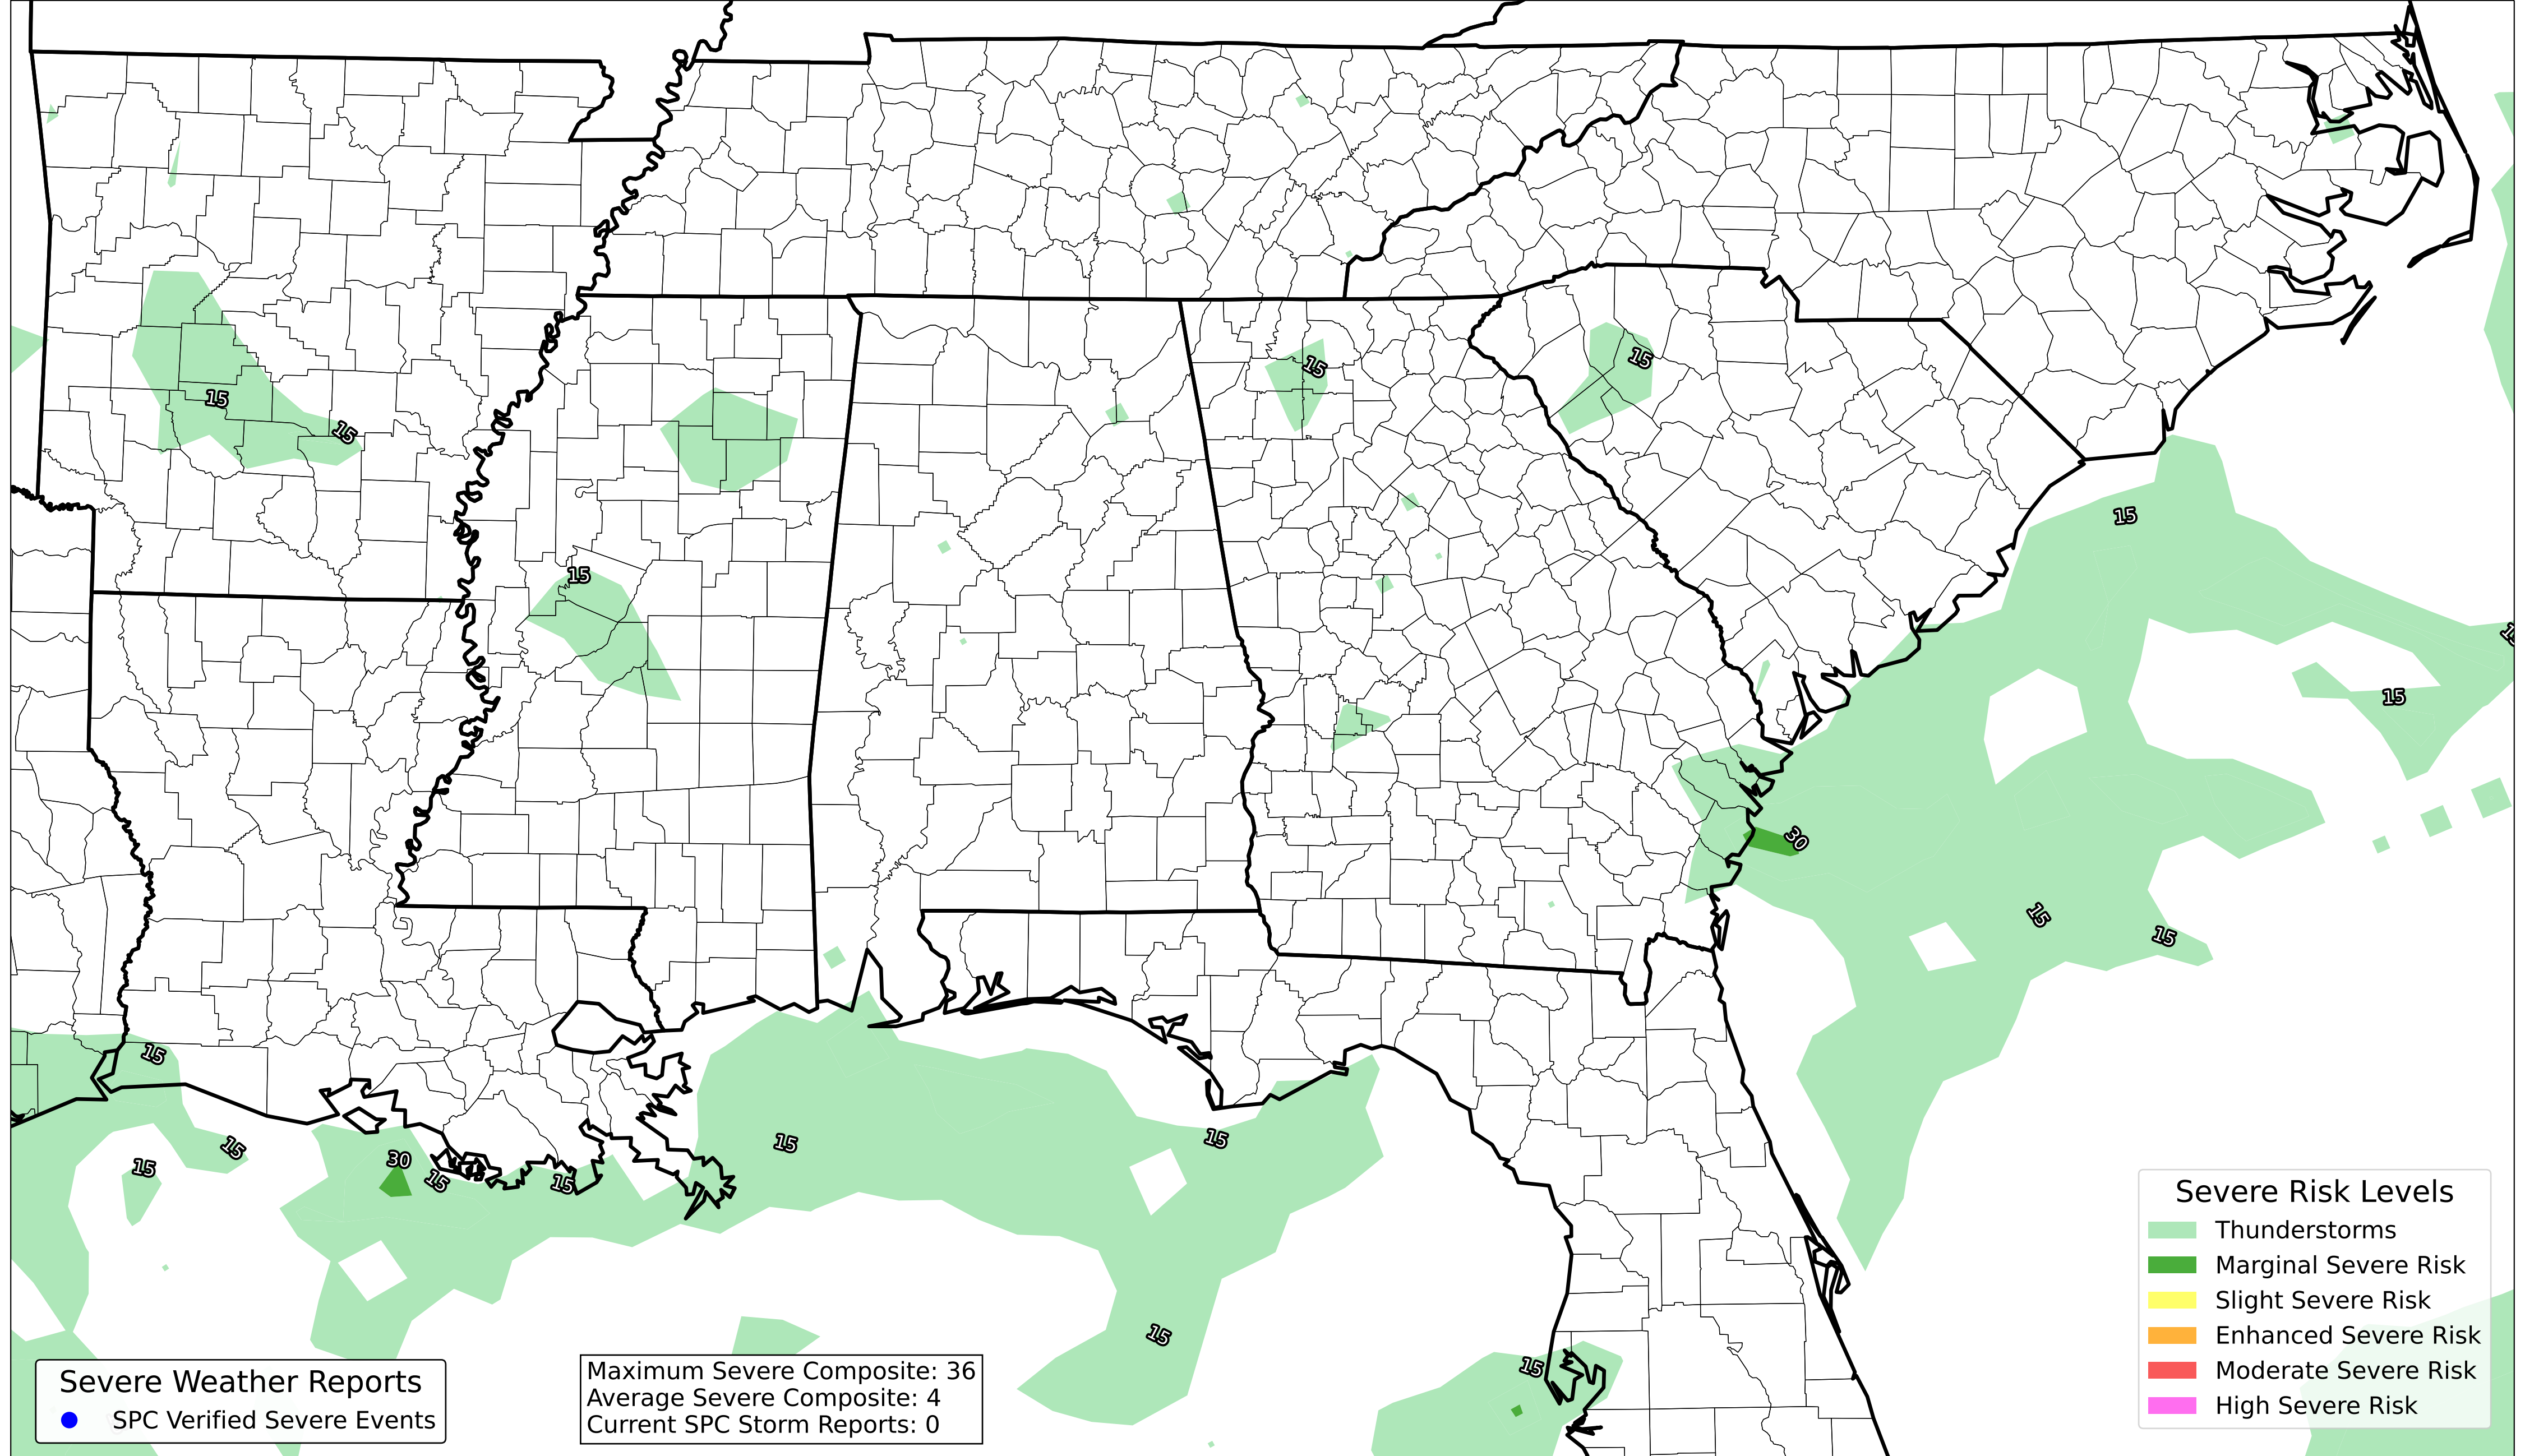 15
15
15
15
15
15
15
15
30
15
15
15
15
15
15
15
15
30
15
15
15
15
Severe Risk Levels
Thunderstorms
Marginal Severe Risk
Slight Severe Risk
Enhanced Severe Risk
Moderate Severe Risk
High Severe Risk
Severe Weather Reports
SPC Verified Severe Events
Maximum Severe Composite: 36
Average Severe Composite: 4
Current SPC Storm Reports: 0